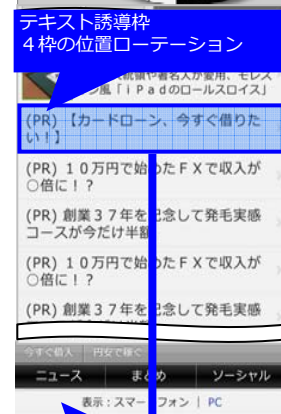 テキスト誘導枠
４枠の位置ローテーション
統領や著名人が愛用、モレス
ン風「ｉＰａｄのロールスロイス」
(PR) 【カードローン、今すぐ借りた
い！】
(PR) １０万円で始めたＦＸで収入が
○倍に！？
(PR) 創業３７年を記念して発毛実感
コースが今だけ半額
(PR) １０万円で始めたＦＸで収入が
○倍に！？
(PR) 創業３７年を記念して発毛実感
今すぐ借入 円安で稼ぐ
ニュース まとめ ソーシャル
表示：スマートフォン | PC